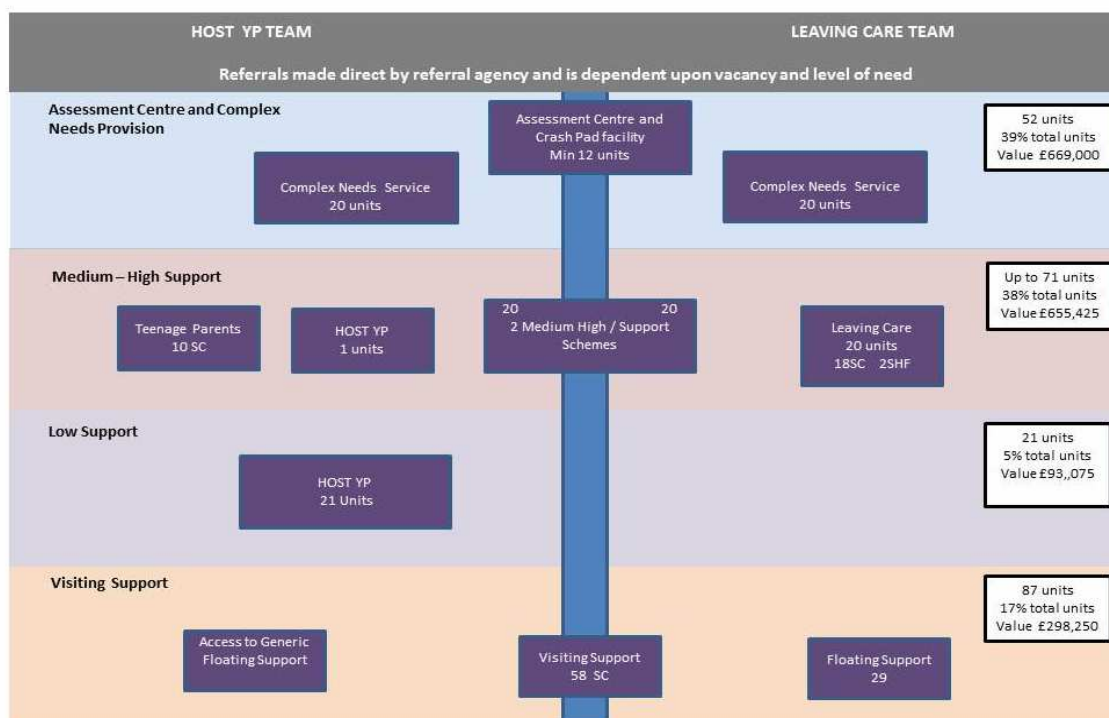 HOST YP TEAM
LEAVING CARE TEAM
Referrals made direct by referral agency and is dependent upon vacancy and level of need
Assessment Centre and Complex
Needs Provision
Assessment Centre and
Crash Pad facility
Min 12 units
Complex Needs Service
20 units
Complex Needs Service
20 units
52 units
39% total units
Value £669,000
Medium – High Support
Teenage Parents
10 SC
HOST YP
1 units
20 20
2 Medium High / Support
Schemes
Leaving Care
20 units
18SC 2SHF
Up to 71 units
38% total units
Value £655,425
Low Support
HOST YP
21 Units
21 units
5% total units
Value £93,,075
Visiting Support
Access to Generic
Floating Support
Visiting Support
58 SC
Floating Support
29
87 units
17% total units
Value £298,250